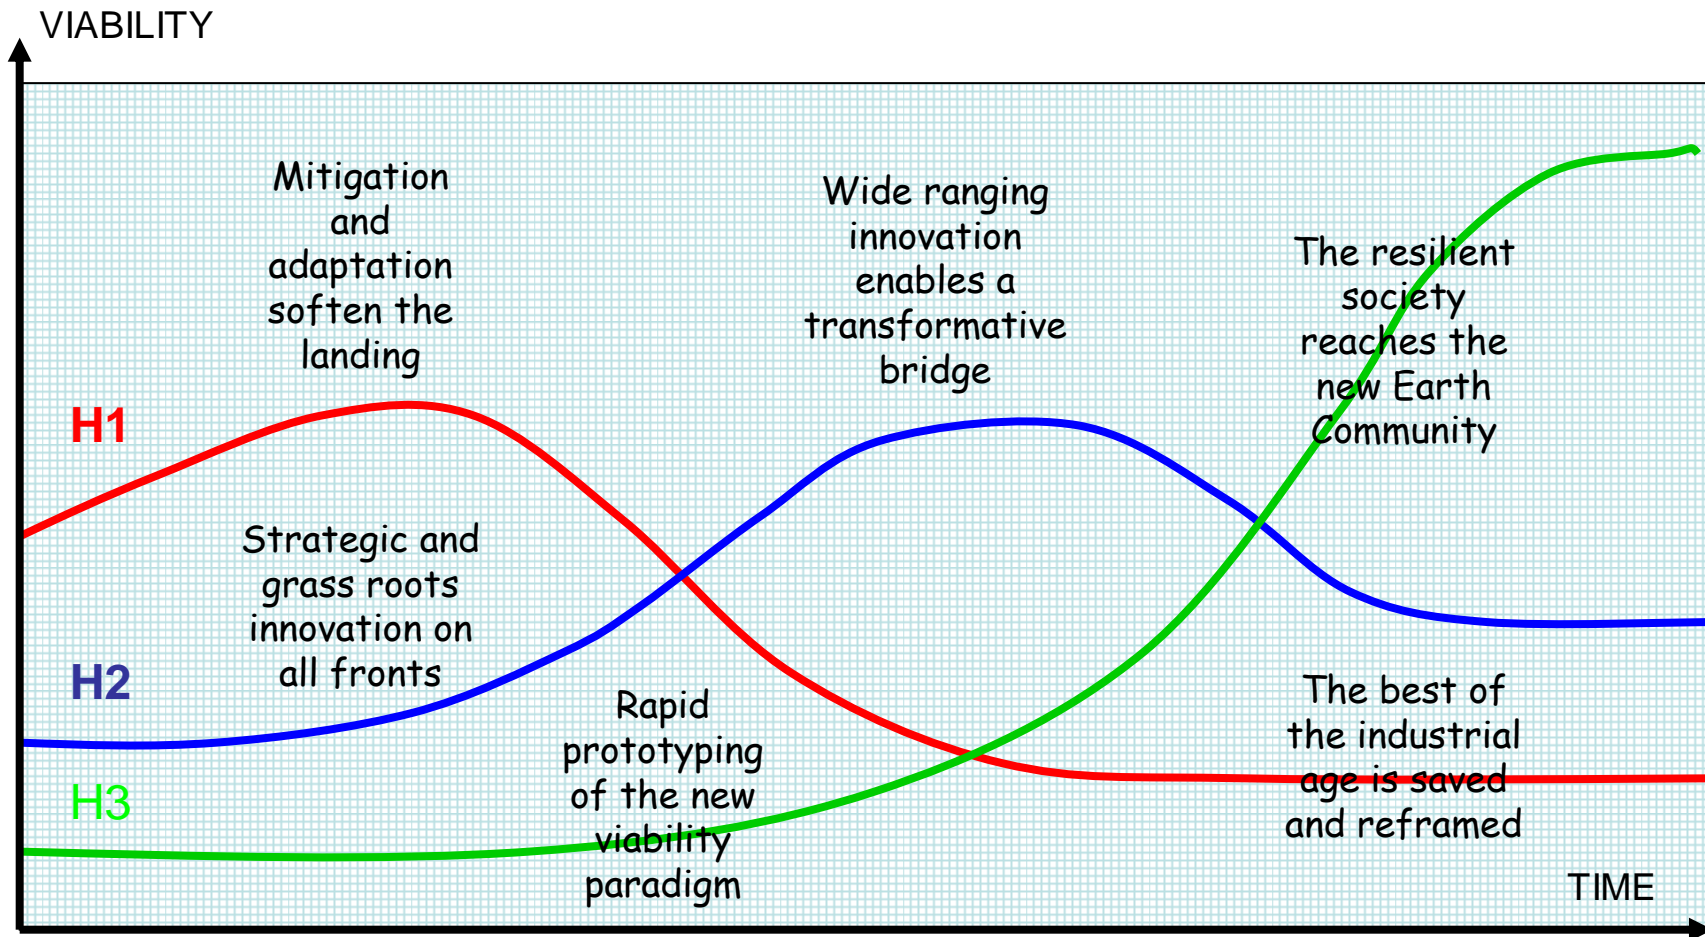 VIABILITY
Mitigation
and
adaptation
soften the
landing
Wide ranging
innovation
enables a
transformative
bridge
The resilient
society
reaches the
new Earth
Community
H1
Strategic and
grass roots
innovation on
all fronts
H2
Rapid
prototyping
of the new
viability
paradigm
The best of
the industrial
age is saved
and reframed
H3
TIME